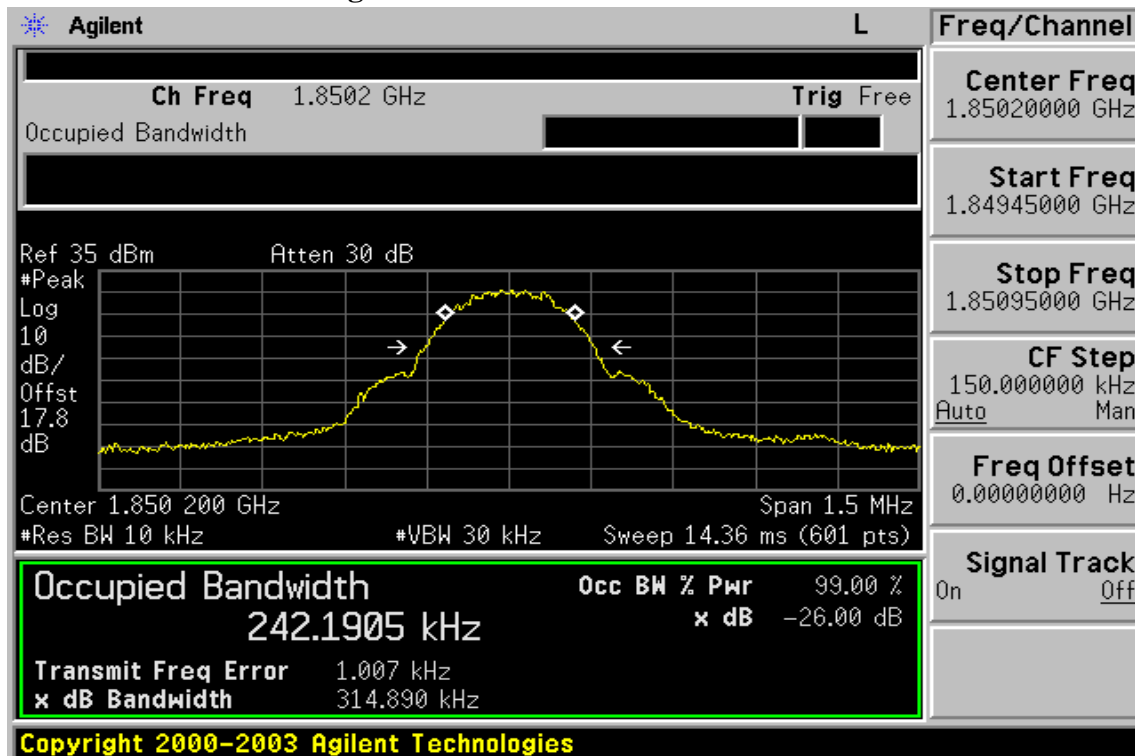 Agilent L Freq/Channel
Ch Freq 1.8502 GHz Trig Free
Occupied Bandwidth
Center Freq
1.85020000 GHz
Start Freq
1.84945000 GHz
Stop Freq
1.85095000 GHz
CF Step
150.000000 kHz
Auto Man
Freq Offset
0.00000000 Hz
Signal Track
On Off
Ref 35 dBm Atten 30 dB
#Peak
Log
10
dB/
Offst
17.8
dB
Center 1.850 200 GHz Span 1.5 MHz
#Res BW 10 kHz #VBW 30 kHz Sweep 14.36 ms (601 pts)
Occupied Bandwidth
242.1905 kHz
Occ BW % Pwr 99.00 %
x dB -26.00 dB
Transmit Freq Error 1.007 kHz
x dB Bandwidth 314.890 kHz
Copyright 2000-2003 Agilent Technologies